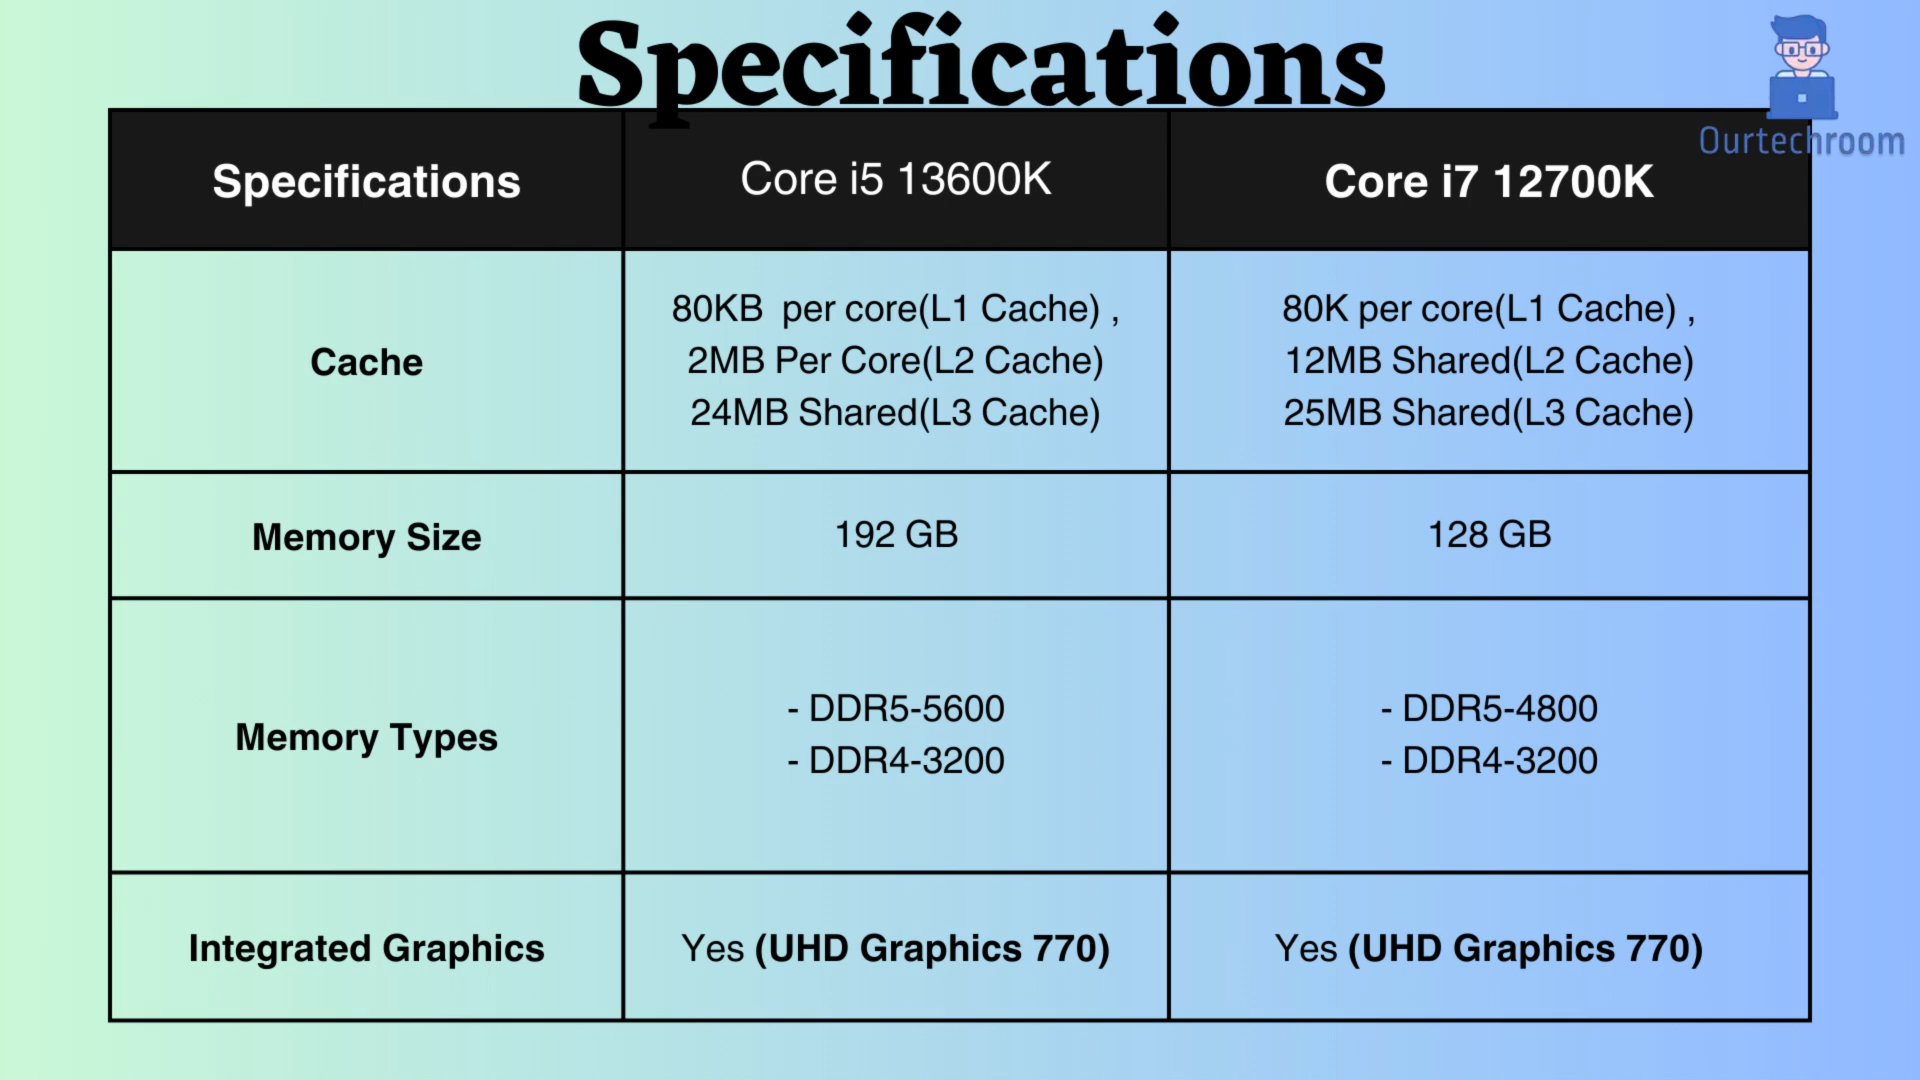 Specifications
Ourtechroom
Specifications
Core i5 13600K
Core i7 12700K
Cache
80KB  per core(L1 Cache) ,
2MB Per Core(L2 Cache)
24MB Shared(L3 Cache)
80K per core(L1 Cache) ,
12MB Shared(L2 Cache)
25MB Shared(L3 Cache)
Memory Size
192 GB
128 GB
Memory Types
- DDR5-5600
- DDR4-3200
- DDR5-4800
- DDR4-3200
Integrated Graphics
Yes (UHD Graphics 770)
Yes (UHD Graphics 770)